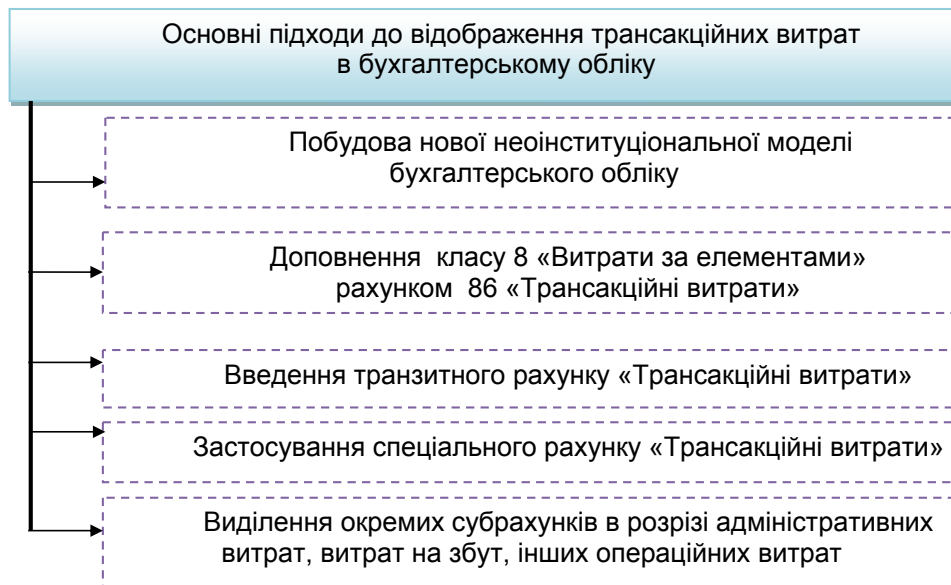 Основні підходи до відображення трансакційних витрат
в бухгалтерському обліку
Побудова нової неоінституціональної моделі
бухгалтерського обліку
Доповнення класу 8 «Витрати за елементами»
рахунком 86 «Трансакційні витрати»
Введення транзитного рахунку «Трансакційні витрати»
Застосування спеціального рахунку «Трансакційні витрати»
Виділення окремих субрахунків в розрізі адміністративних
витрат, витрат на збут, інших операційних витрат